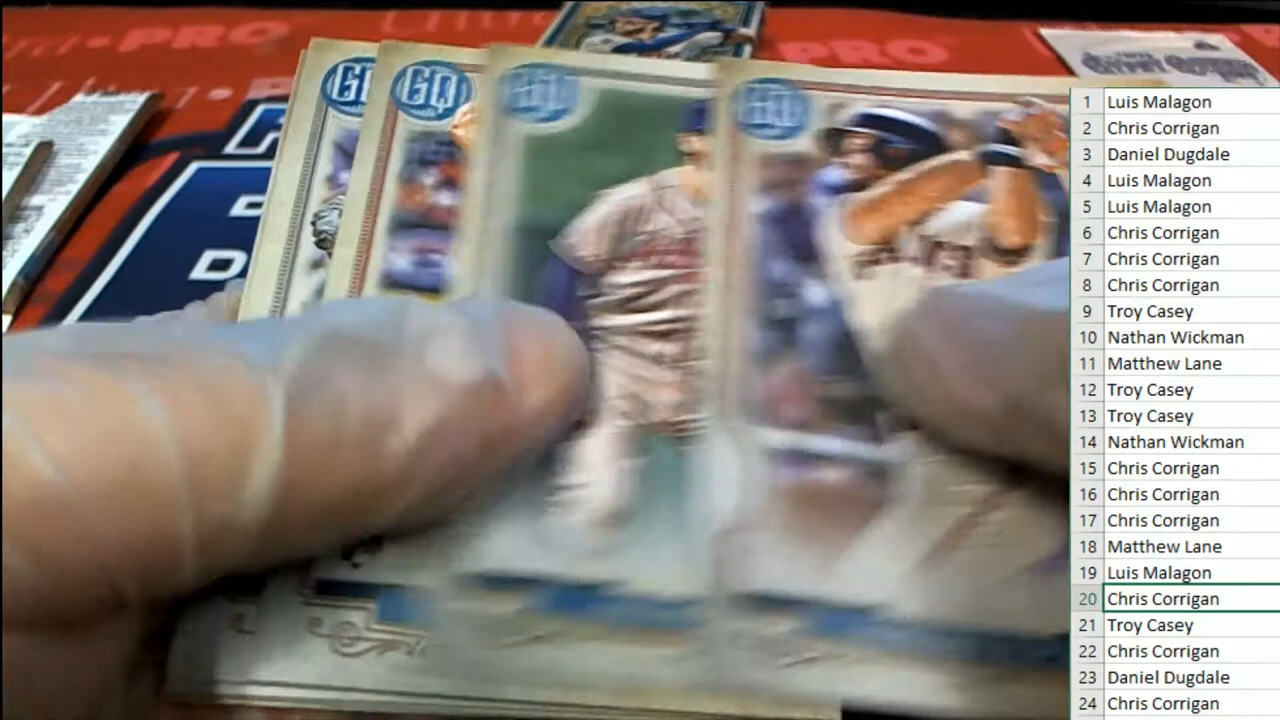 PRO
PRO
GQ
GQ
GQ
GQ
D
1 Luis Malagon
2 Chris Corrigan
3 Daniel Dugdale
4 Luis Malagon
5 Luis Malagon
6 Chris Corrigan
7 Chris Corrigan
8 Chris Corrigan
9 Troy Casey
10 Nathan Wickman
11 Matthew Lane
12 Troy Casey
13 Troy Casey
14 Nathan Wickman
15 Chris Corrigan
16 Chris Corrigan
17 Chris Corrigan
18 Matthew Lane
19 Luis Malagon
20 Chris Corrigan
21 Troy Casey
22 Chris Corrigan
23 Daniel Dugdale
24 Chris Corrigan